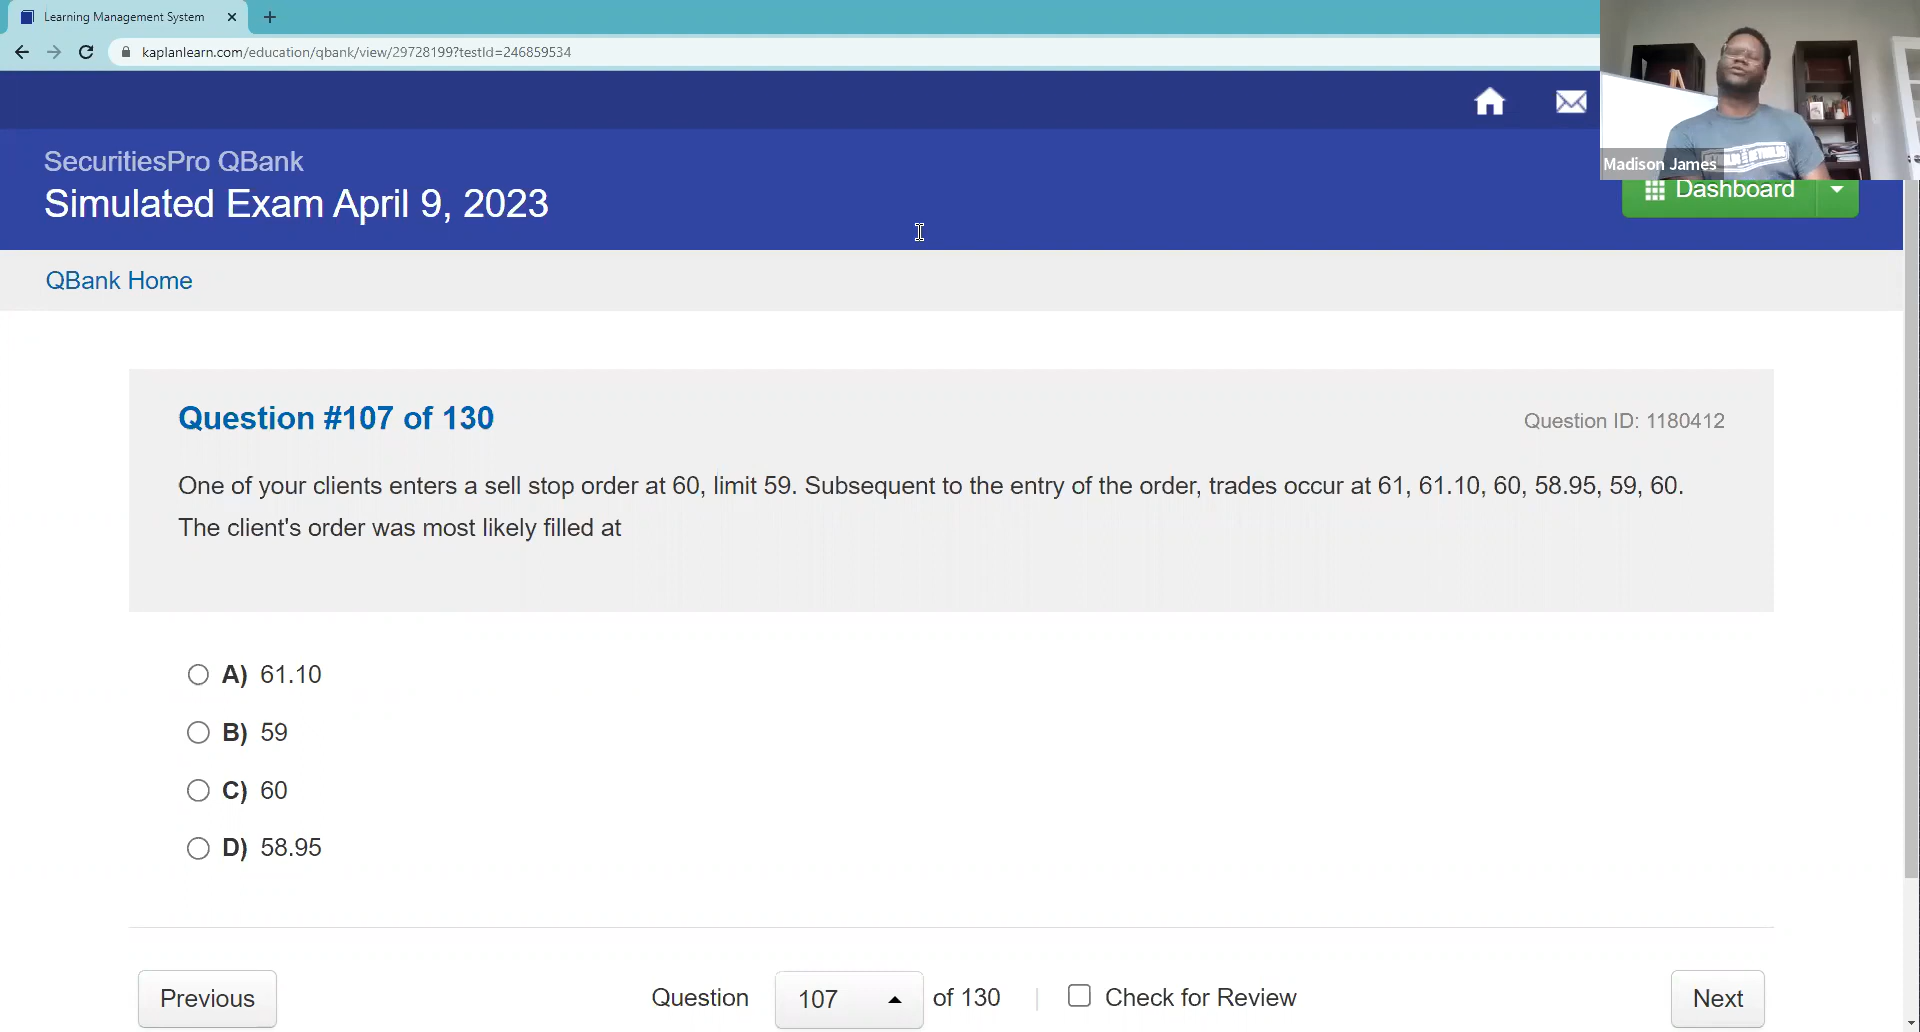 Learning Management System
kaplanlearn.com/education/qbank/view/29728199?testId=246859534
Madison James
SecuritiesPro QBank
Simulated Exam April 9, 2023
Dashboard
QBank Home
Question #107 of 130
Question ID: 1180412
One of your clients enters a sell stop order at 60, limit 59. Subsequent to the entry of the order, trades occur at 61, 61.10, 60, 58.95, 59, 60.
The client's order was most likely filled at
A) 61.10
B) 59
C) 60
D) 58.95
Previous
Question 107 of 130
Check for Review
Next